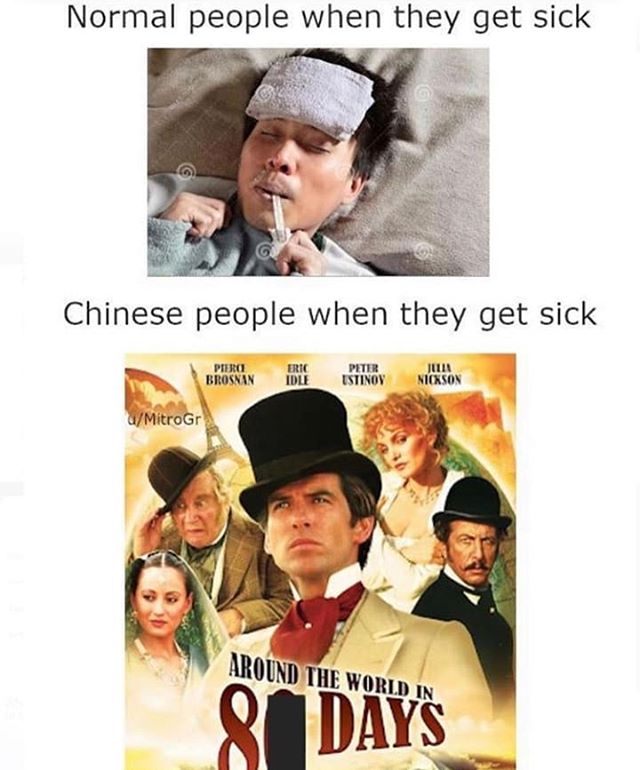 Normal people when they get sick
Chinese people when they get sick
PIERCE BROSNAN
ERIC IDLE
PETER USTINOV
JULIA NICKSON
u/MitroGr
AROUND THE WORLD IN
8 DAYS